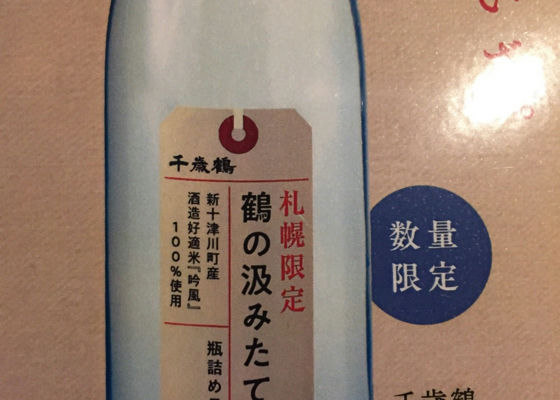 千歳鶴
札幌限定
鶴の汲みたて
新十津川町産
酒造好適米『吟風』
100%使用
瓶詰め
数量
限定
千歳鶴